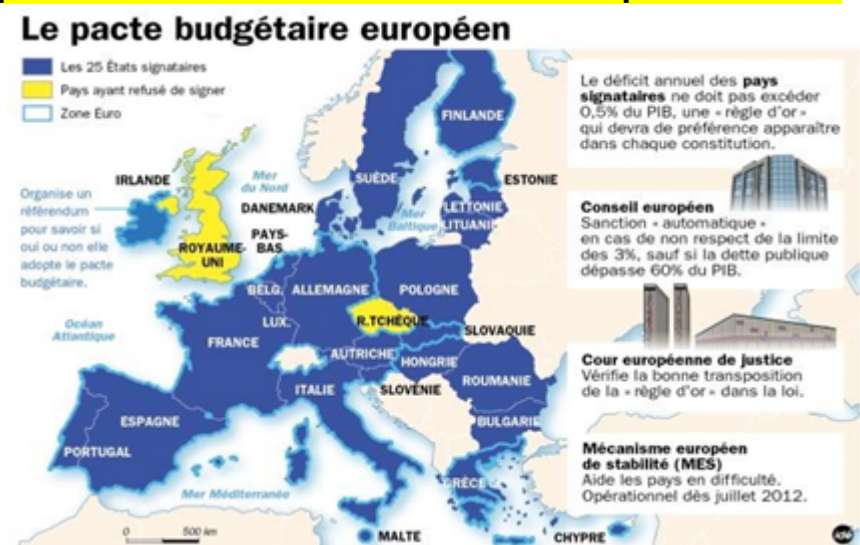 Le pacte budgétaire européen
Les 25 États signataires
Pays ayant refusé de signer
Zone Euro
Le déficit annuel des pays
signataires ne doit pas excéder
0,5% du PIB, une « règle d'or »
qui devra de préférence apparaître
dans chaque constitution.
Conseil européen
Sanction « automatique »
en cas de non respect de la limite
des 3%, sauf si la dette publique
dépasse 60% du PIB.
Cour européenne de justice
Vérifie la bonne transposition
de la « règle d'or » dans la loi.
Mécanisme européen
de stabilité (MES)
Aide les pays en difficulté.
Opérationnel dès juillet 2012.
Organise un
référendum
pour savoir si
oui ou non elle
adopte le pacte
budgétaire.
FINLANDE
IRLANDE
Mer
du Nord
SUÈDE
ESTONIE
DANEMARK
LETTONIE
Mer
Baltique
LITUANI
PAYS-
BAS
ROYAUME-
UNI
BELG.
ALLEMAGNE
POLOGNE
Océan
Atlantique
LUX.
R.TCHÈQUE
SLOVAQUIE
FRANCE
AUTRICHE
HONGRIE
ITALIE
SLOVÉNIE
ROUMANIE
ESPAGNE
BULGARIE
PORTUGAL
GRÈCE
Mer Méditerranée
0 500 km
MALTE
CHYPRE